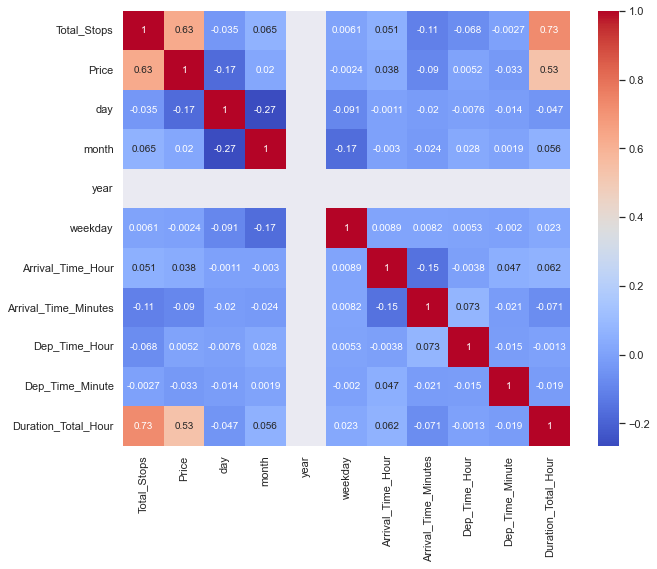 Total_Stops 1 0.63 -0.035 0.065 0.0061 0.051 -0.11 -0.068 -0.0027 0.73
Price 0.63 1 -0.17 0.02 -0.0024 0.038 -0.09 0.0052 -0.033 0.53
day -0.035 -0.17 1 -0.27 -0.091 -0.0011 -0.02 -0.0076 -0.014 -0.047
month 0.065 0.02 -0.27 1 -0.17 -0.003 -0.024 0.028 0.0019 0.056
year
weekday 0.0061 -0.0024 -0.091 -0.17 1 0.0089 0.0082 0.0053 -0.002 0.023
Arrival_Time_Hour 0.051 0.038 -0.0011 -0.003 0.0089 1 -0.15 -0.0038 0.047 0.062
Arrival_Time_Minutes -0.11 -0.09 -0.02 -0.024 0.0082 -0.15 1 0.073 -0.021 -0.071
Dep_Time_Hour -0.068 0.0052 -0.0076 0.028 0.0053 -0.0038 0.073 1 -0.015 -0.0013
Dep_Time_Minute -0.0027 -0.033 -0.014 0.0019 -0.002 0.047 -0.021 -0.015 1 -0.019
Duration_Total_Hour 0.73 0.53 -0.047 0.056 0.023 0.062 -0.071 -0.0013 -0.019 1
Total_Stops
Price
day
month
year
weekday
Arrival_Time_Hour
Arrival_Time_Minutes
Dep_Time_Hour
Dep_Time_Minute
Duration_Total_Hour
1.0
0.8
0.6
0.4
0.2
0.0
-0.2